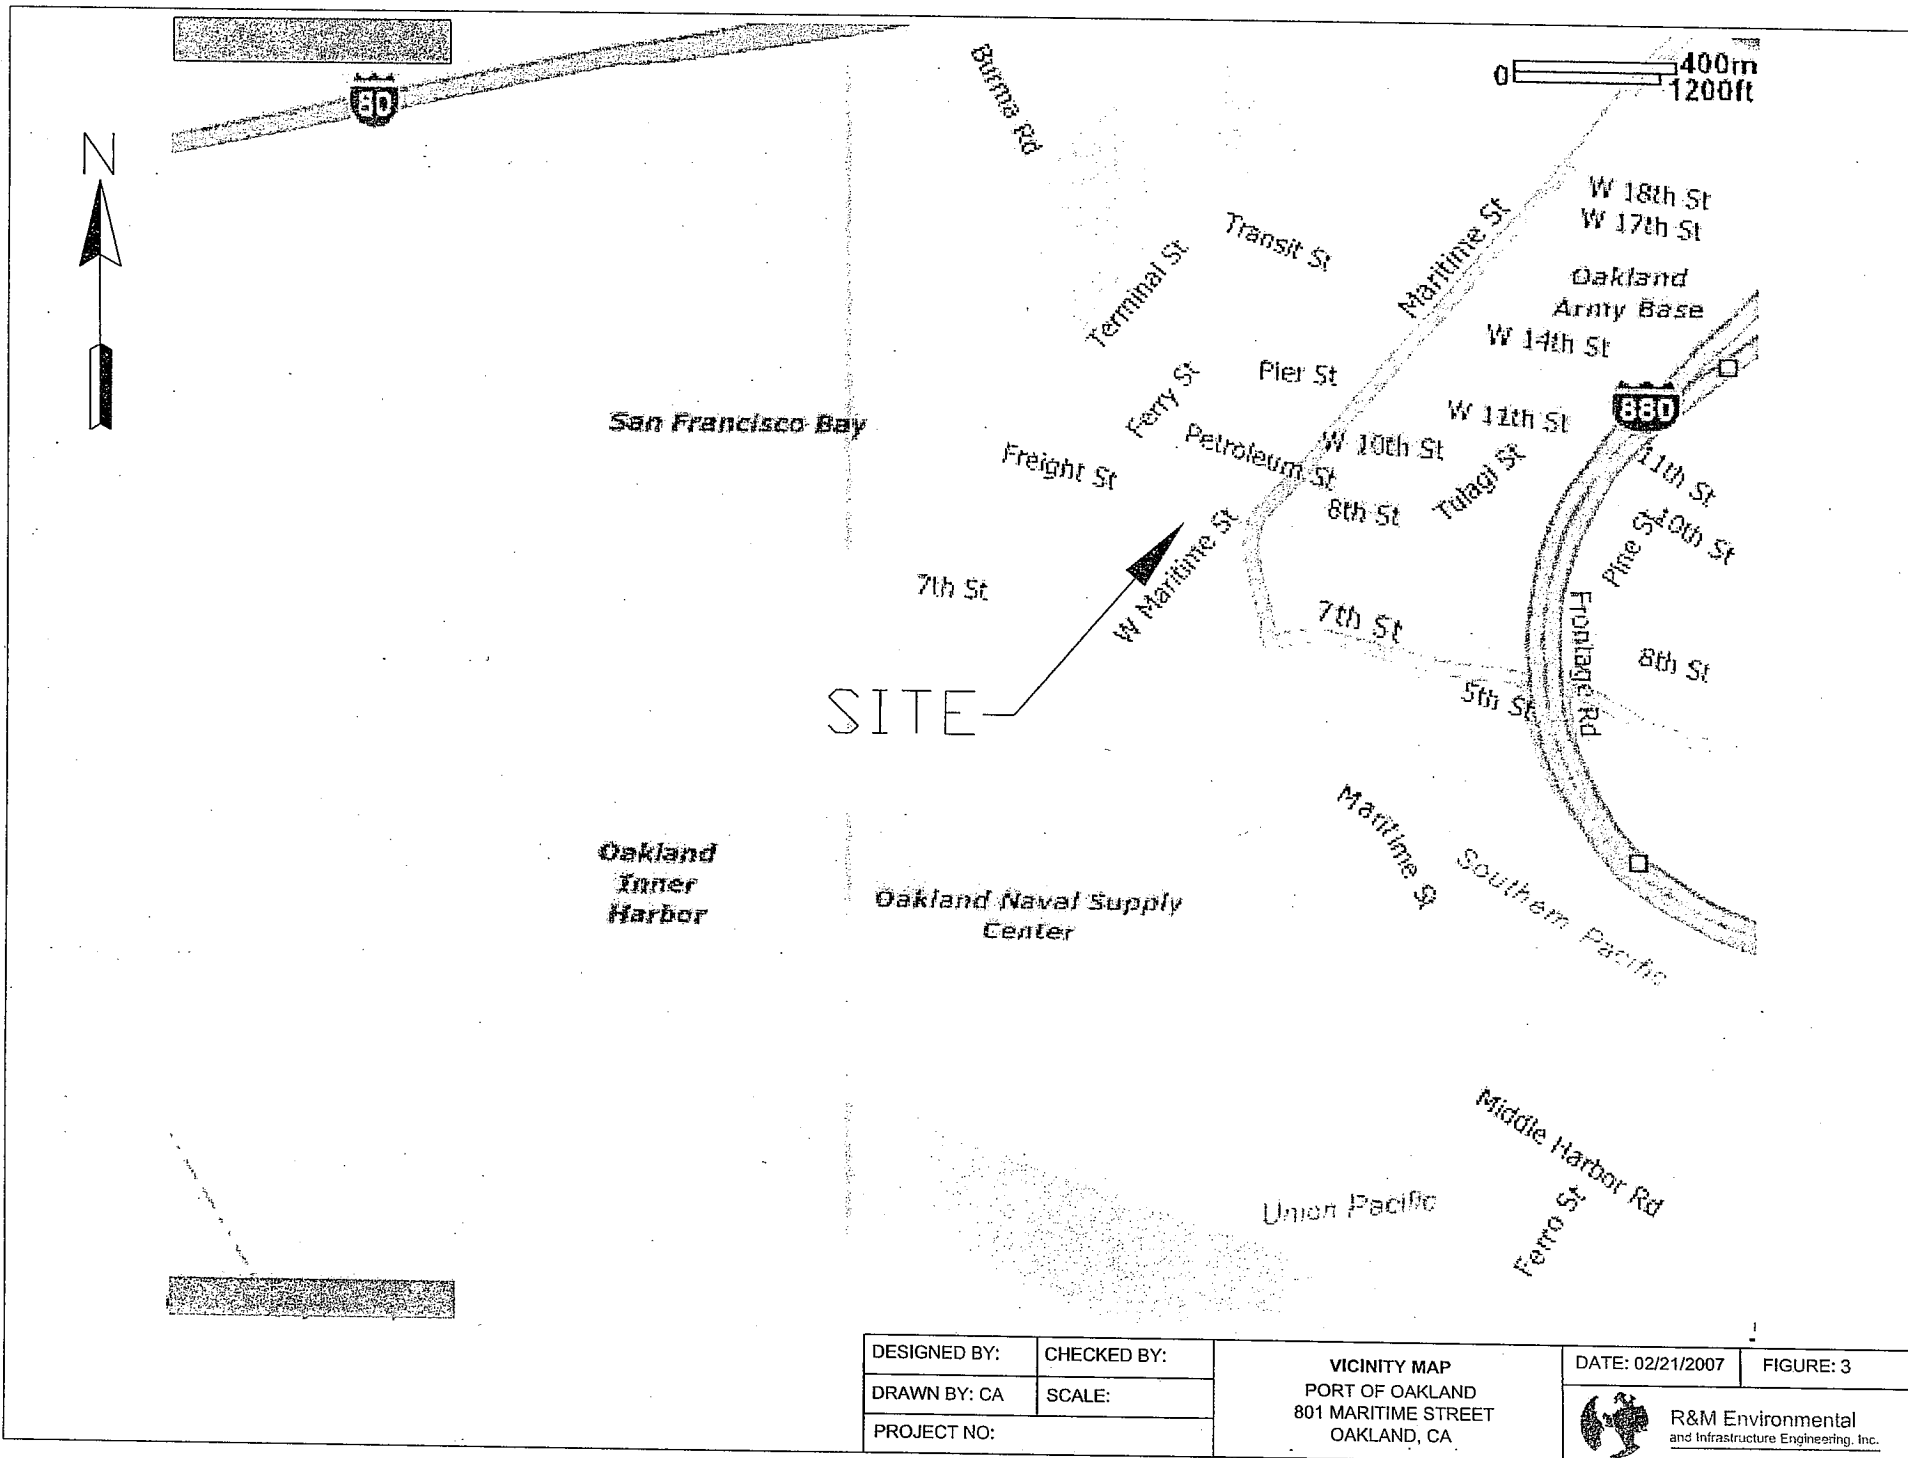 80
Burma Rd
0
400m
1200ft
N
W 18th St
W 17th St
Transit St
Maritime St
Terminal St
Oakland
Army Base
W 14th St
Pier St
Ferry St
880
San Francisco Bay
W 11th St
Petroleum St
W 10th St
Freight St
Tulagi St
11th St
8th St
10th St
Pine St
W Maritime St
7th St
7th St
Frontage Rd
8th St
SITE
5th St
Maritime St
Southern Pacific
Oakland
Inner
Harbor
Oakland Naval Supply
Center
Middle Harbor Rd
Union Pacific
Ferro St
DESIGNED BY:
CHECKED BY:
DRAWN BY: CA
SCALE:
PROJECT NO:
VICINITY MAP
PORT OF OAKLAND
801 MARITIME STREET
OAKLAND, CA
DATE: 02/21/2007
FIGURE: 3
R&M Environmental
and Infrastructure Engineering, Inc.